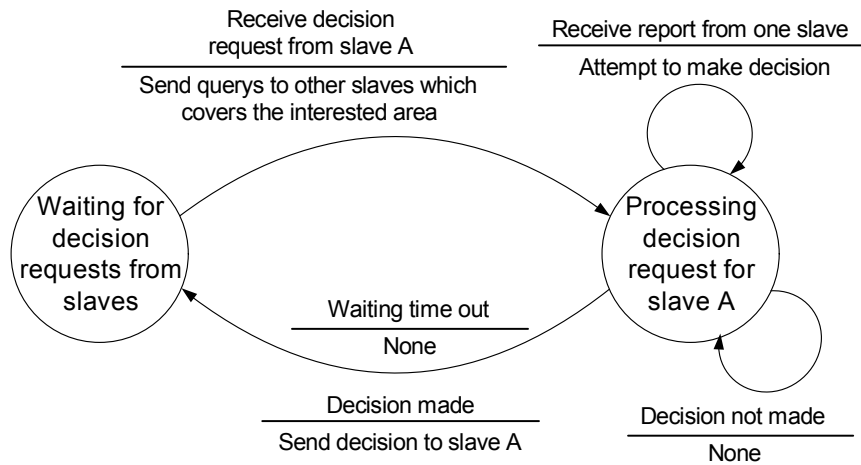 Receive decision
request from slave A
Send querys to other slaves which
covers the interested area
Receive report from one slave
Attempt to make decision
Waiting for
decision
requests from
slaves
Processing
decision
request for
slave A
Waiting time out
None
Decision made
Send decision to slave A
Decision not made
None